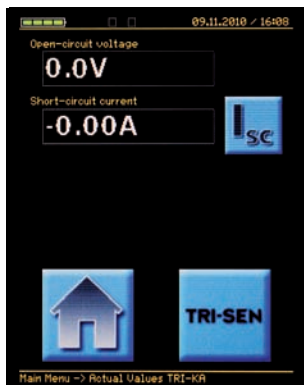 09.11.2010 / 16:08
Open-circuit voltage
0.0V
Short-circuit current
-0.00A
Isc
TRI-SEN
Main Menu -> Actual Values TRI-KA